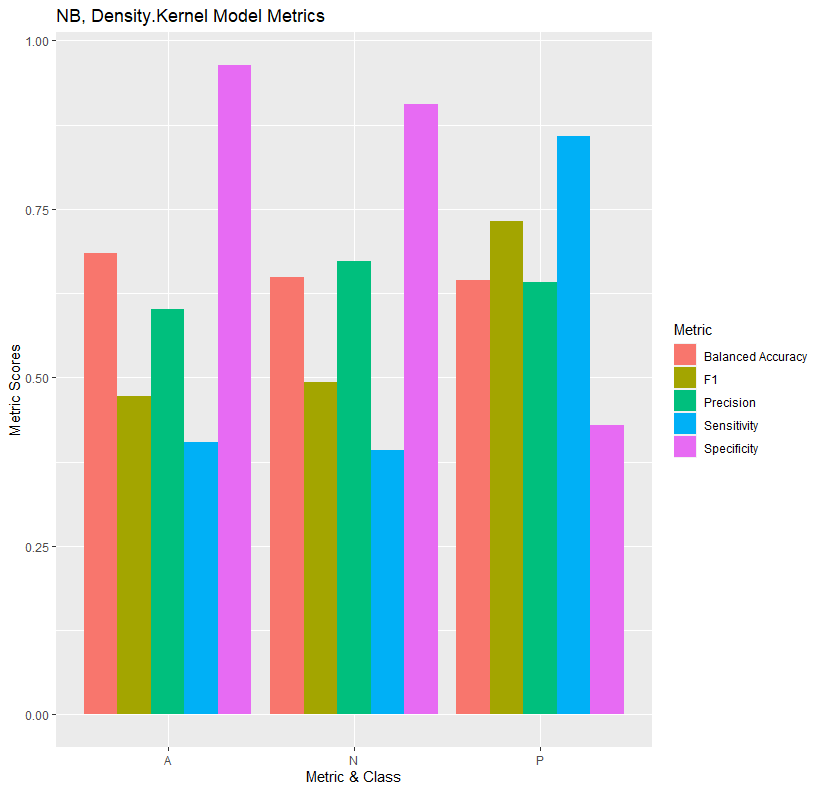 NB, Density.Kernel Model Metrics
1.00
0.75
0.50
0.25
0.00
Metric Scores
A N P
Metric & Class
Metric
Balanced Accuracy
F1
Precision
Sensitivity
Specificity